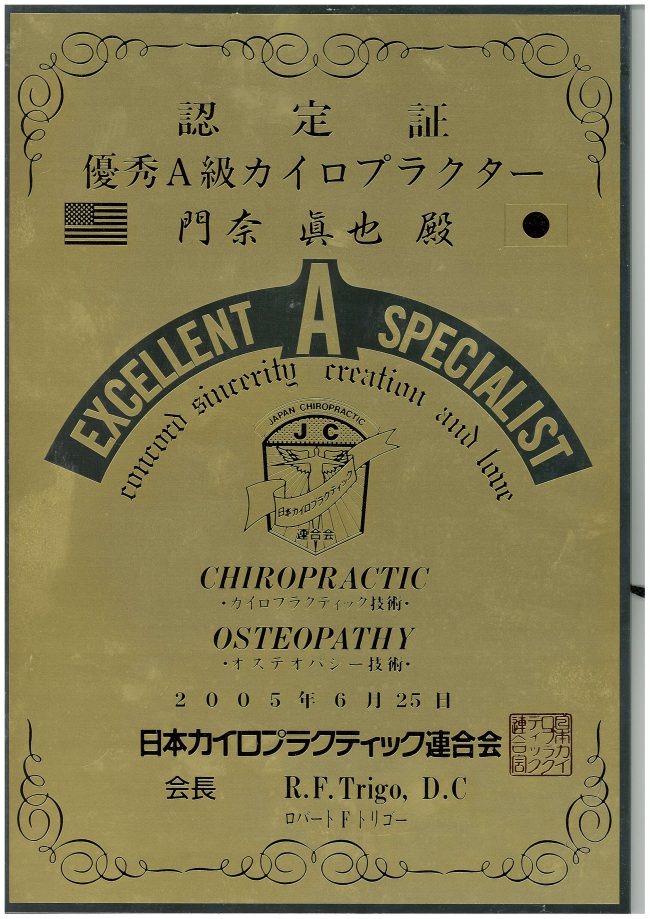 認定証
優秀A級カイロプラクター
門奈 眞也 殿
EXCELLENT A SPECIALIST
concord sincerity creation and love
JAPAN CHIROPRACTIC
J C
日本カイロプラクティック
連合会
CHIROPRACTIC
・カイロプラクティック技術・
OSTEOPATHY
・オステオパシー技術・
2005年6月25日
日本カイロプラクティック連合会
会長 R.F.Trigo, D.C
ロバートFトリゴー